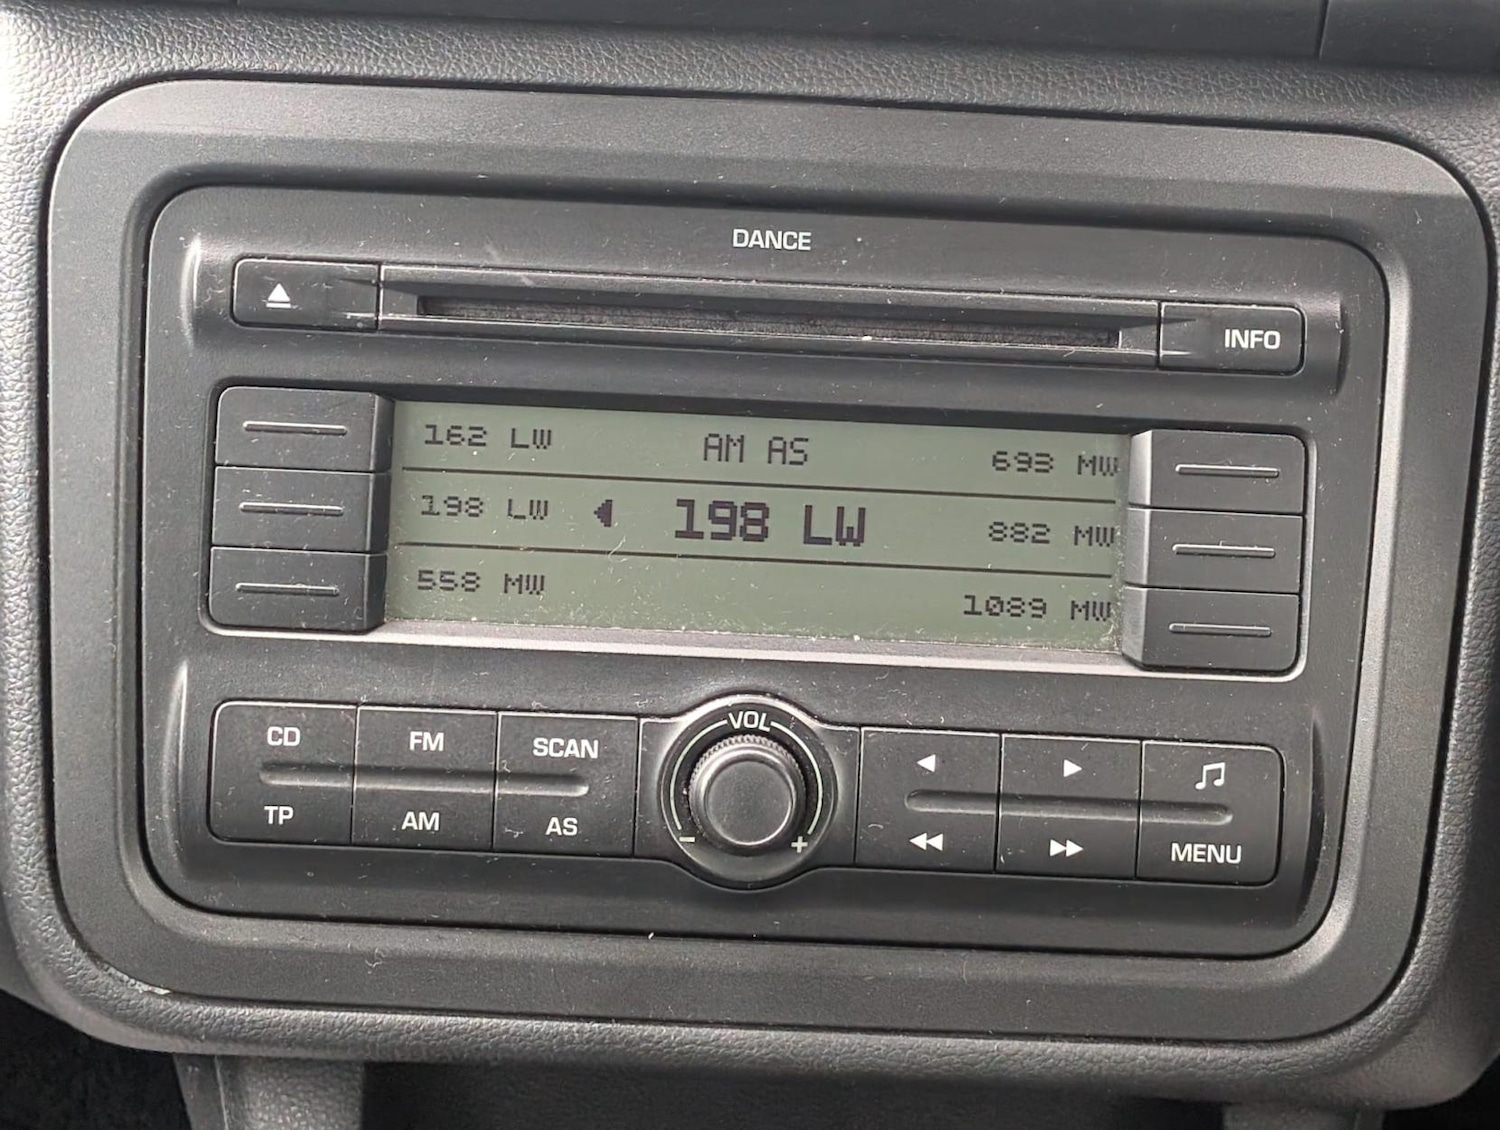 DANCE
INFO
162 LW AM AS 693 MW
198 LW 198 LW 882 MW
558 MW 1089 MW
VOL
- +
CD FM SCAN
TP AM AS MENU